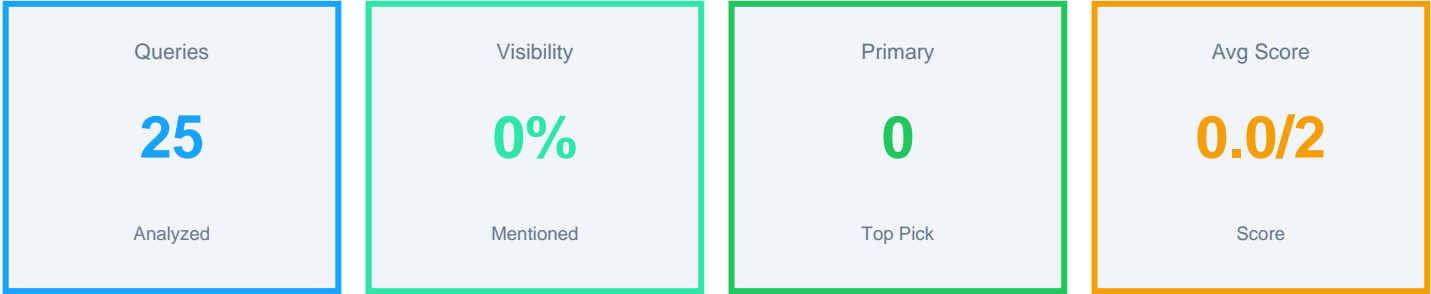 Queries
25
Analyzed
Visibility
0%
Mentioned
Primary
0
Top Pick
Avg Score
0.0/2
Score